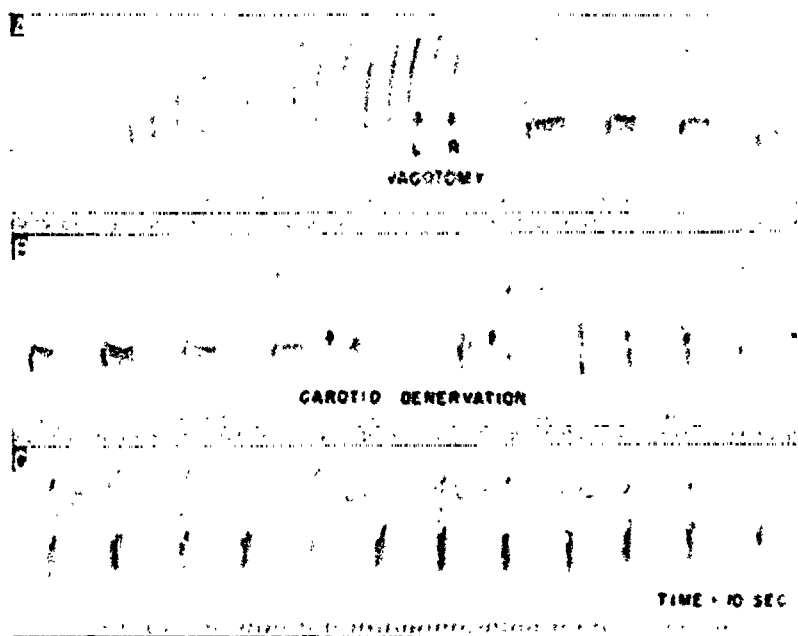 A
L R
VAGOTOMY
B
CAROTID DENERVATION
TIME = 10 SEC